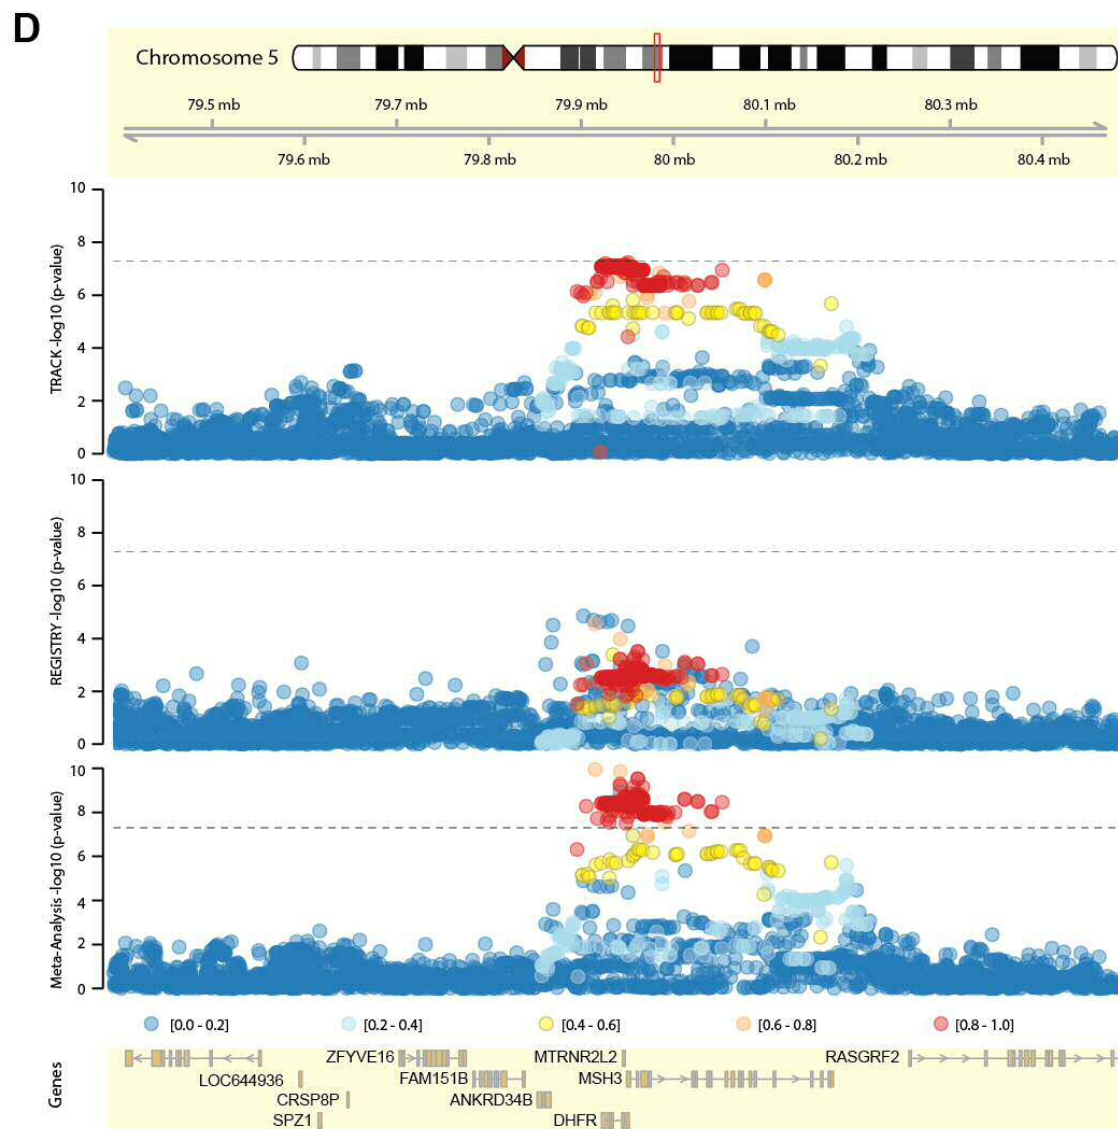 D
Chromosome 5
79.5 mb 79.7 mb 79.9 mb 80.1 mb 80.3 mb
79.6 mb 79.8 mb 80 mb 80.2 mb 80.4 mb
TRACK -log10 (p-value)
10
8
6
4
2
0
REGISTRY -log10 (p-value)
10
8
6
4
2
0
Meta-Analysis -log10 (p-value)
10
8
6
4
2
0
[0.0 - 0.2] [0.2 - 0.4] [0.4 - 0.6] [0.6 - 0.8] [0.8 - 1.0]
Genes
ZFYVE16 MTRNR2L2 RASGRF2
LOC644936 FAM151B MSH3
CRSP8P ANKRD34B
SPZ1 DHFR